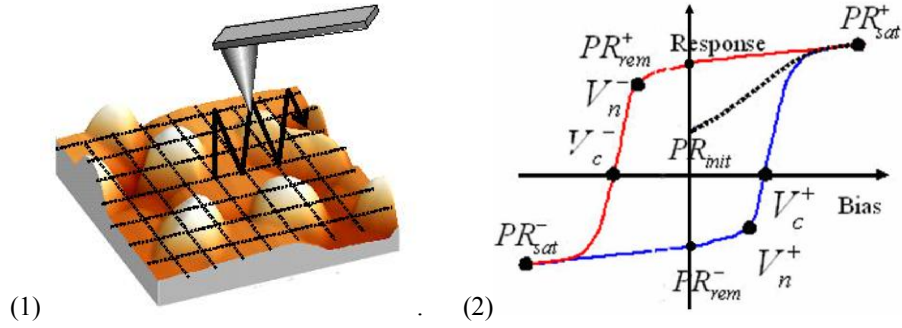 PR⁺sat
PR⁺rem
Response
V⁻n
V⁻c
PRinit
V⁺c
Bias
PR⁻sat
V⁺n
PR⁻rem
(1)
.
(2)